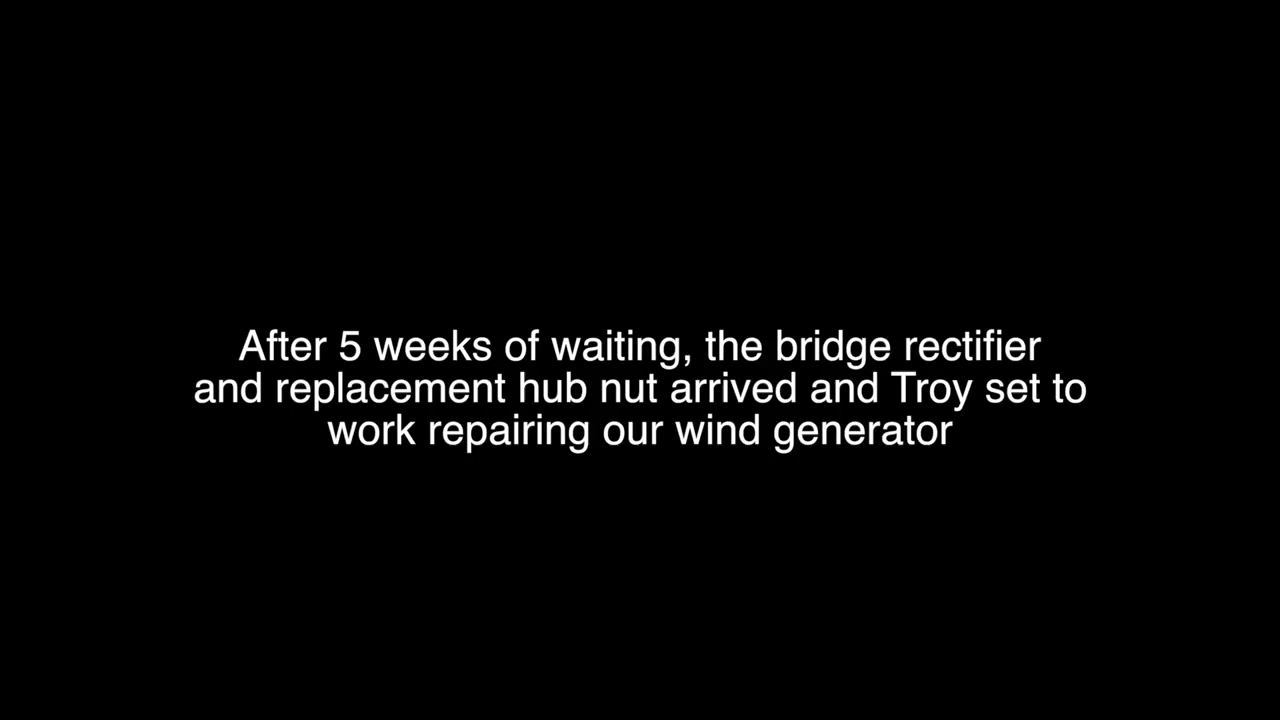 After 5 weeks of waiting, the bridge rectifier
and replacement hub nut arrived and Troy set to
work repairing our wind generator